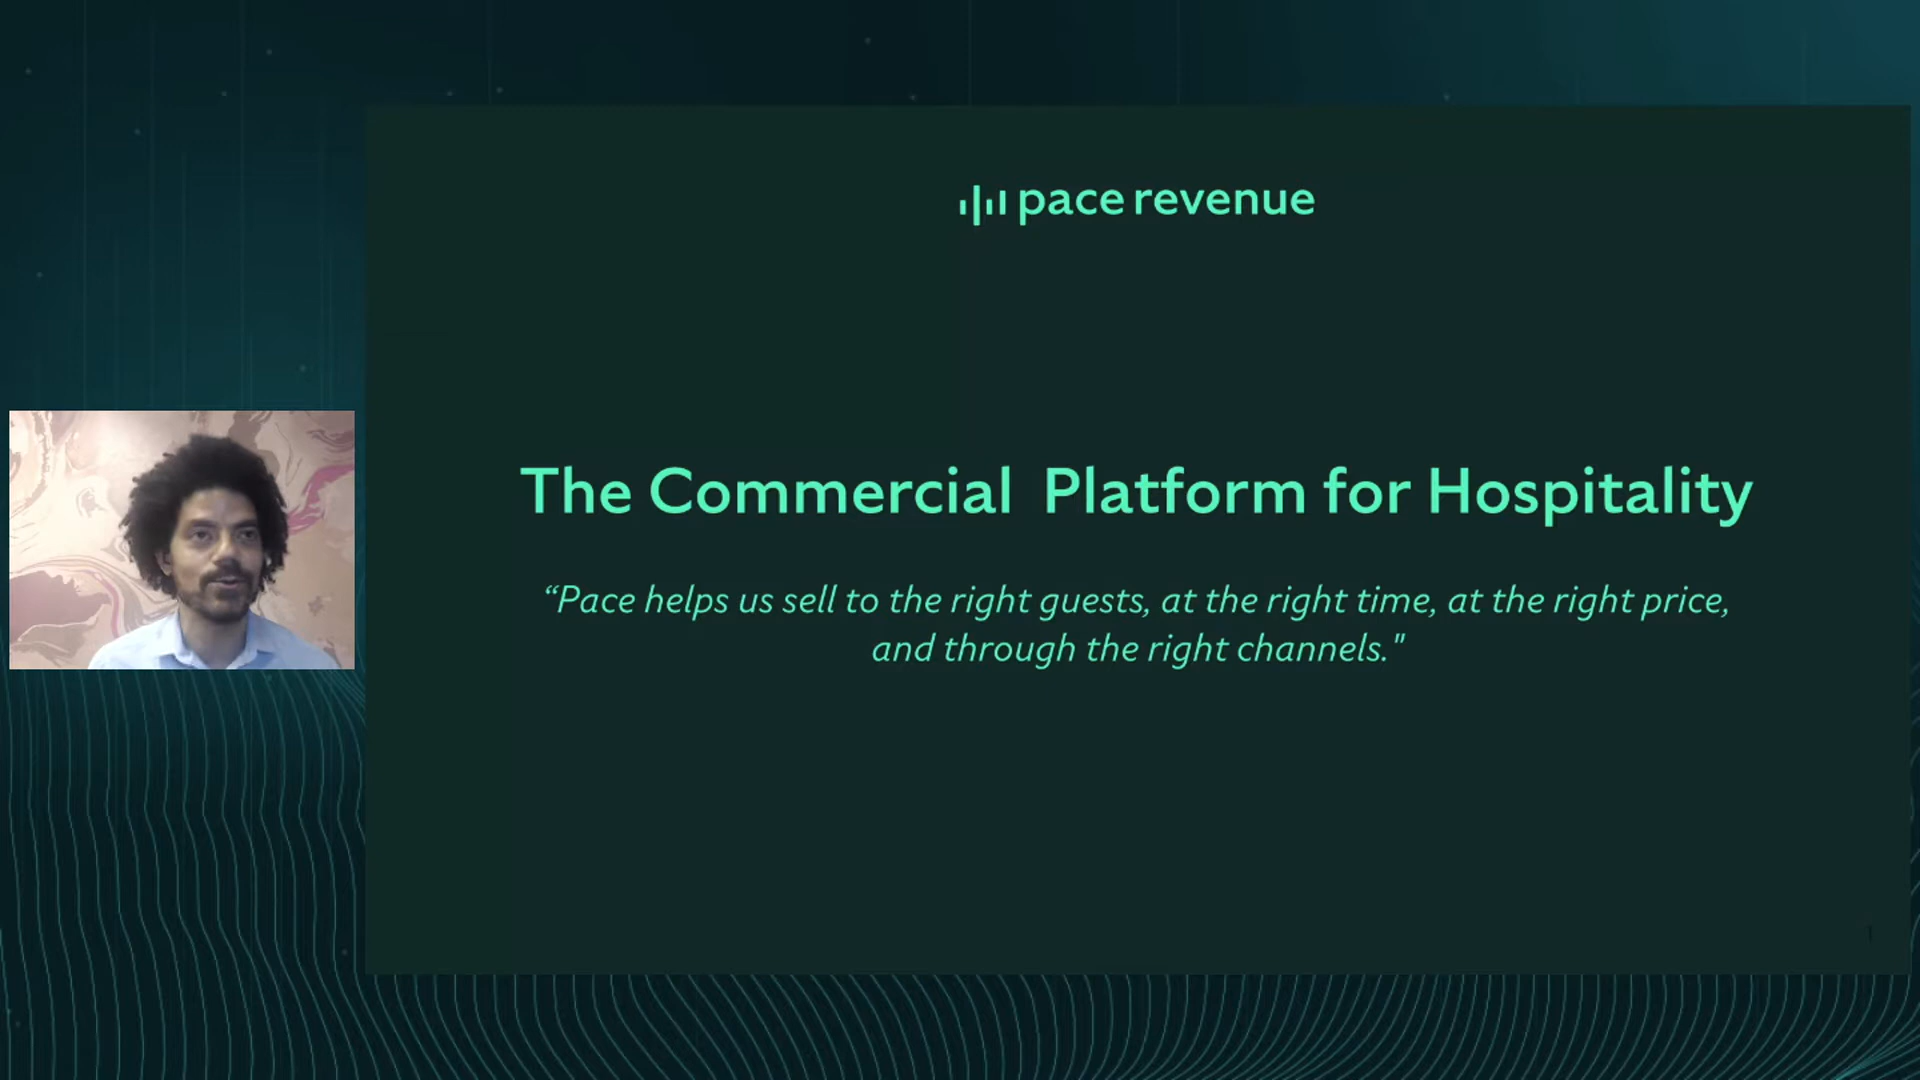 pace revenue
The Commercial Platform for Hospitality
“Pace helps us sell to the right guests, at the right time, at the right price,
and through the right channels."
1